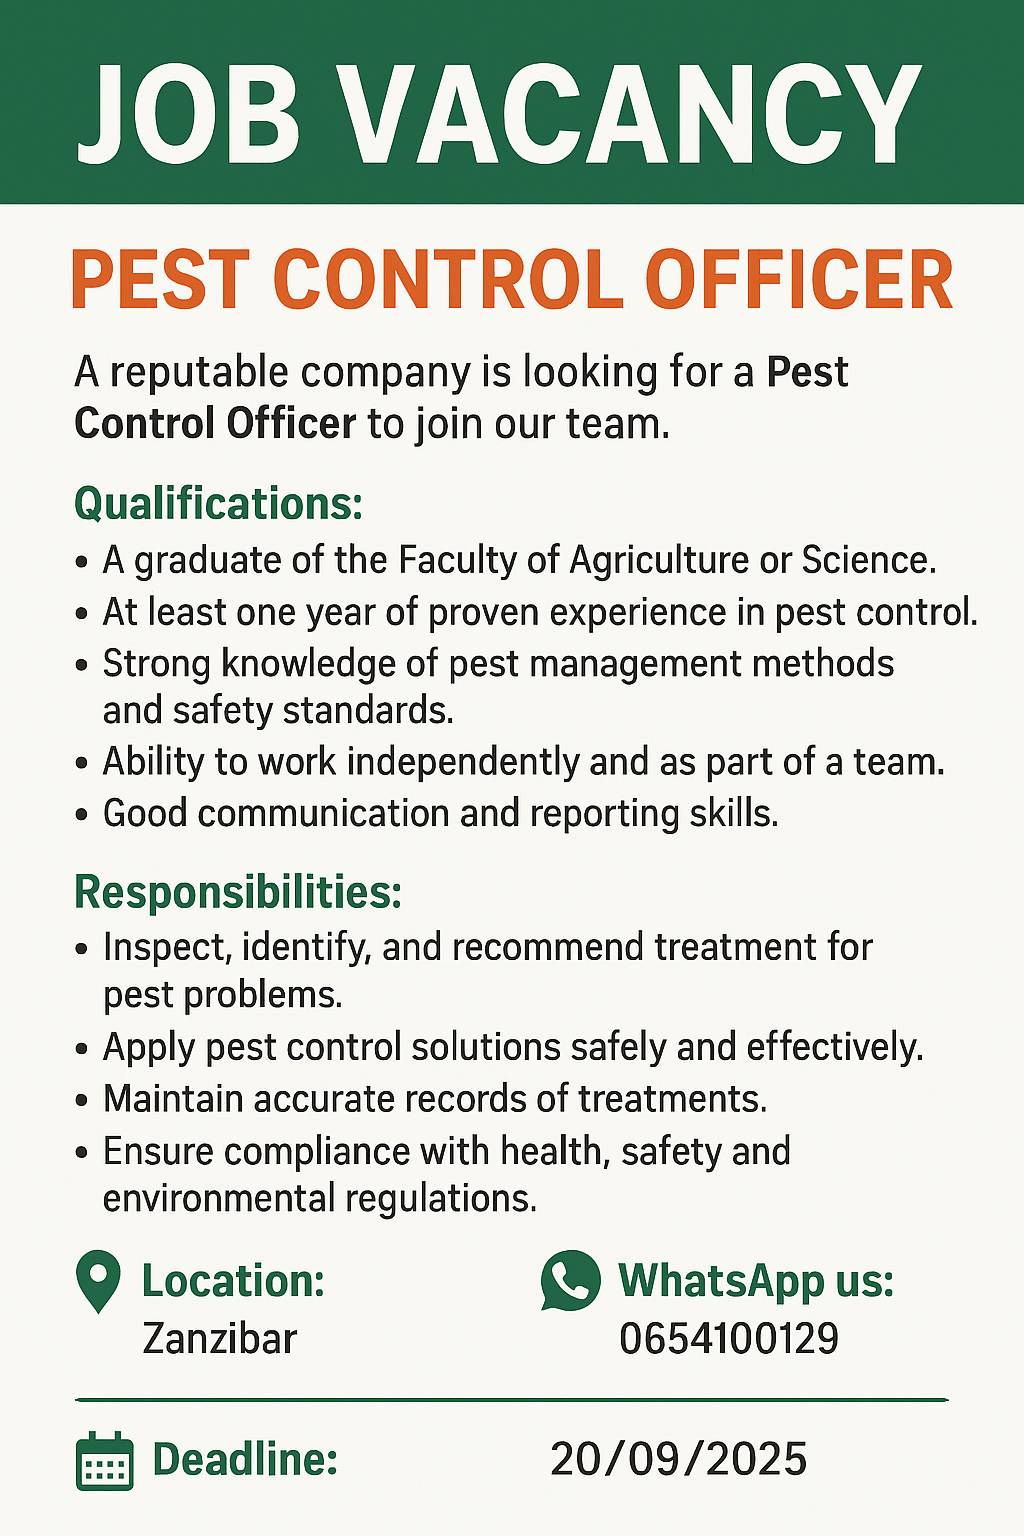 JOB VACANCY
PEST CONTROL OFFICER
A reputable company is looking for a Pest
Control Officer to join our team.
Qualifications:
• A graduate of the Faculty of Agriculture or Science.
• At least one year of proven experience in pest control.
• Strong knowledge of pest management methods
and safety standards.
• Ability to work independently and as part of a team.
• Good communication and reporting skills.
Responsibilities:
• Inspect, identify, and recommend treatment for
pest problems.
• Apply pest control solutions safely and effectively.
• Maintain accurate records of treatments.
• Ensure compliance with health, safety and
environmental regulations.
Location:
Zanzibar
WhatsApp us:
0654100129
Deadline: 20/09/2025